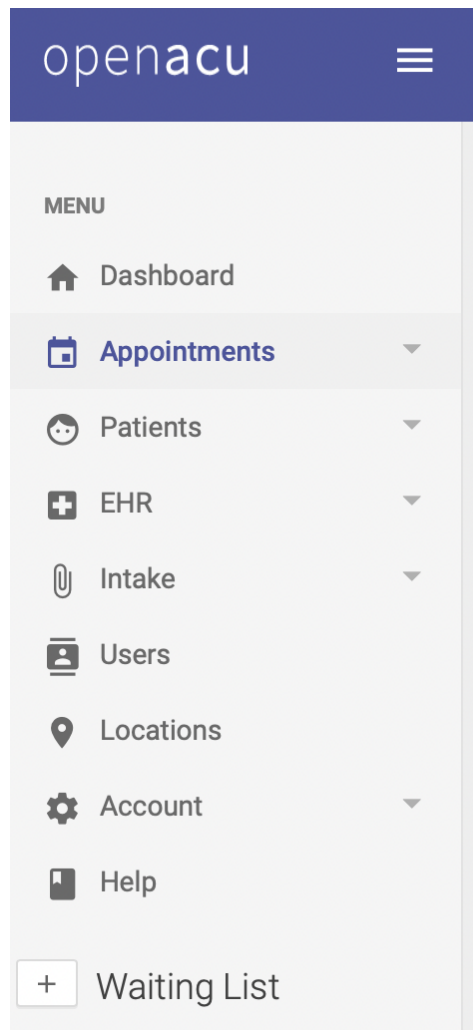 openacu
MENU
Dashboard
Appointments
Patients
EHR
Intake
Users
Locations
Account
Help
+ Waiting List